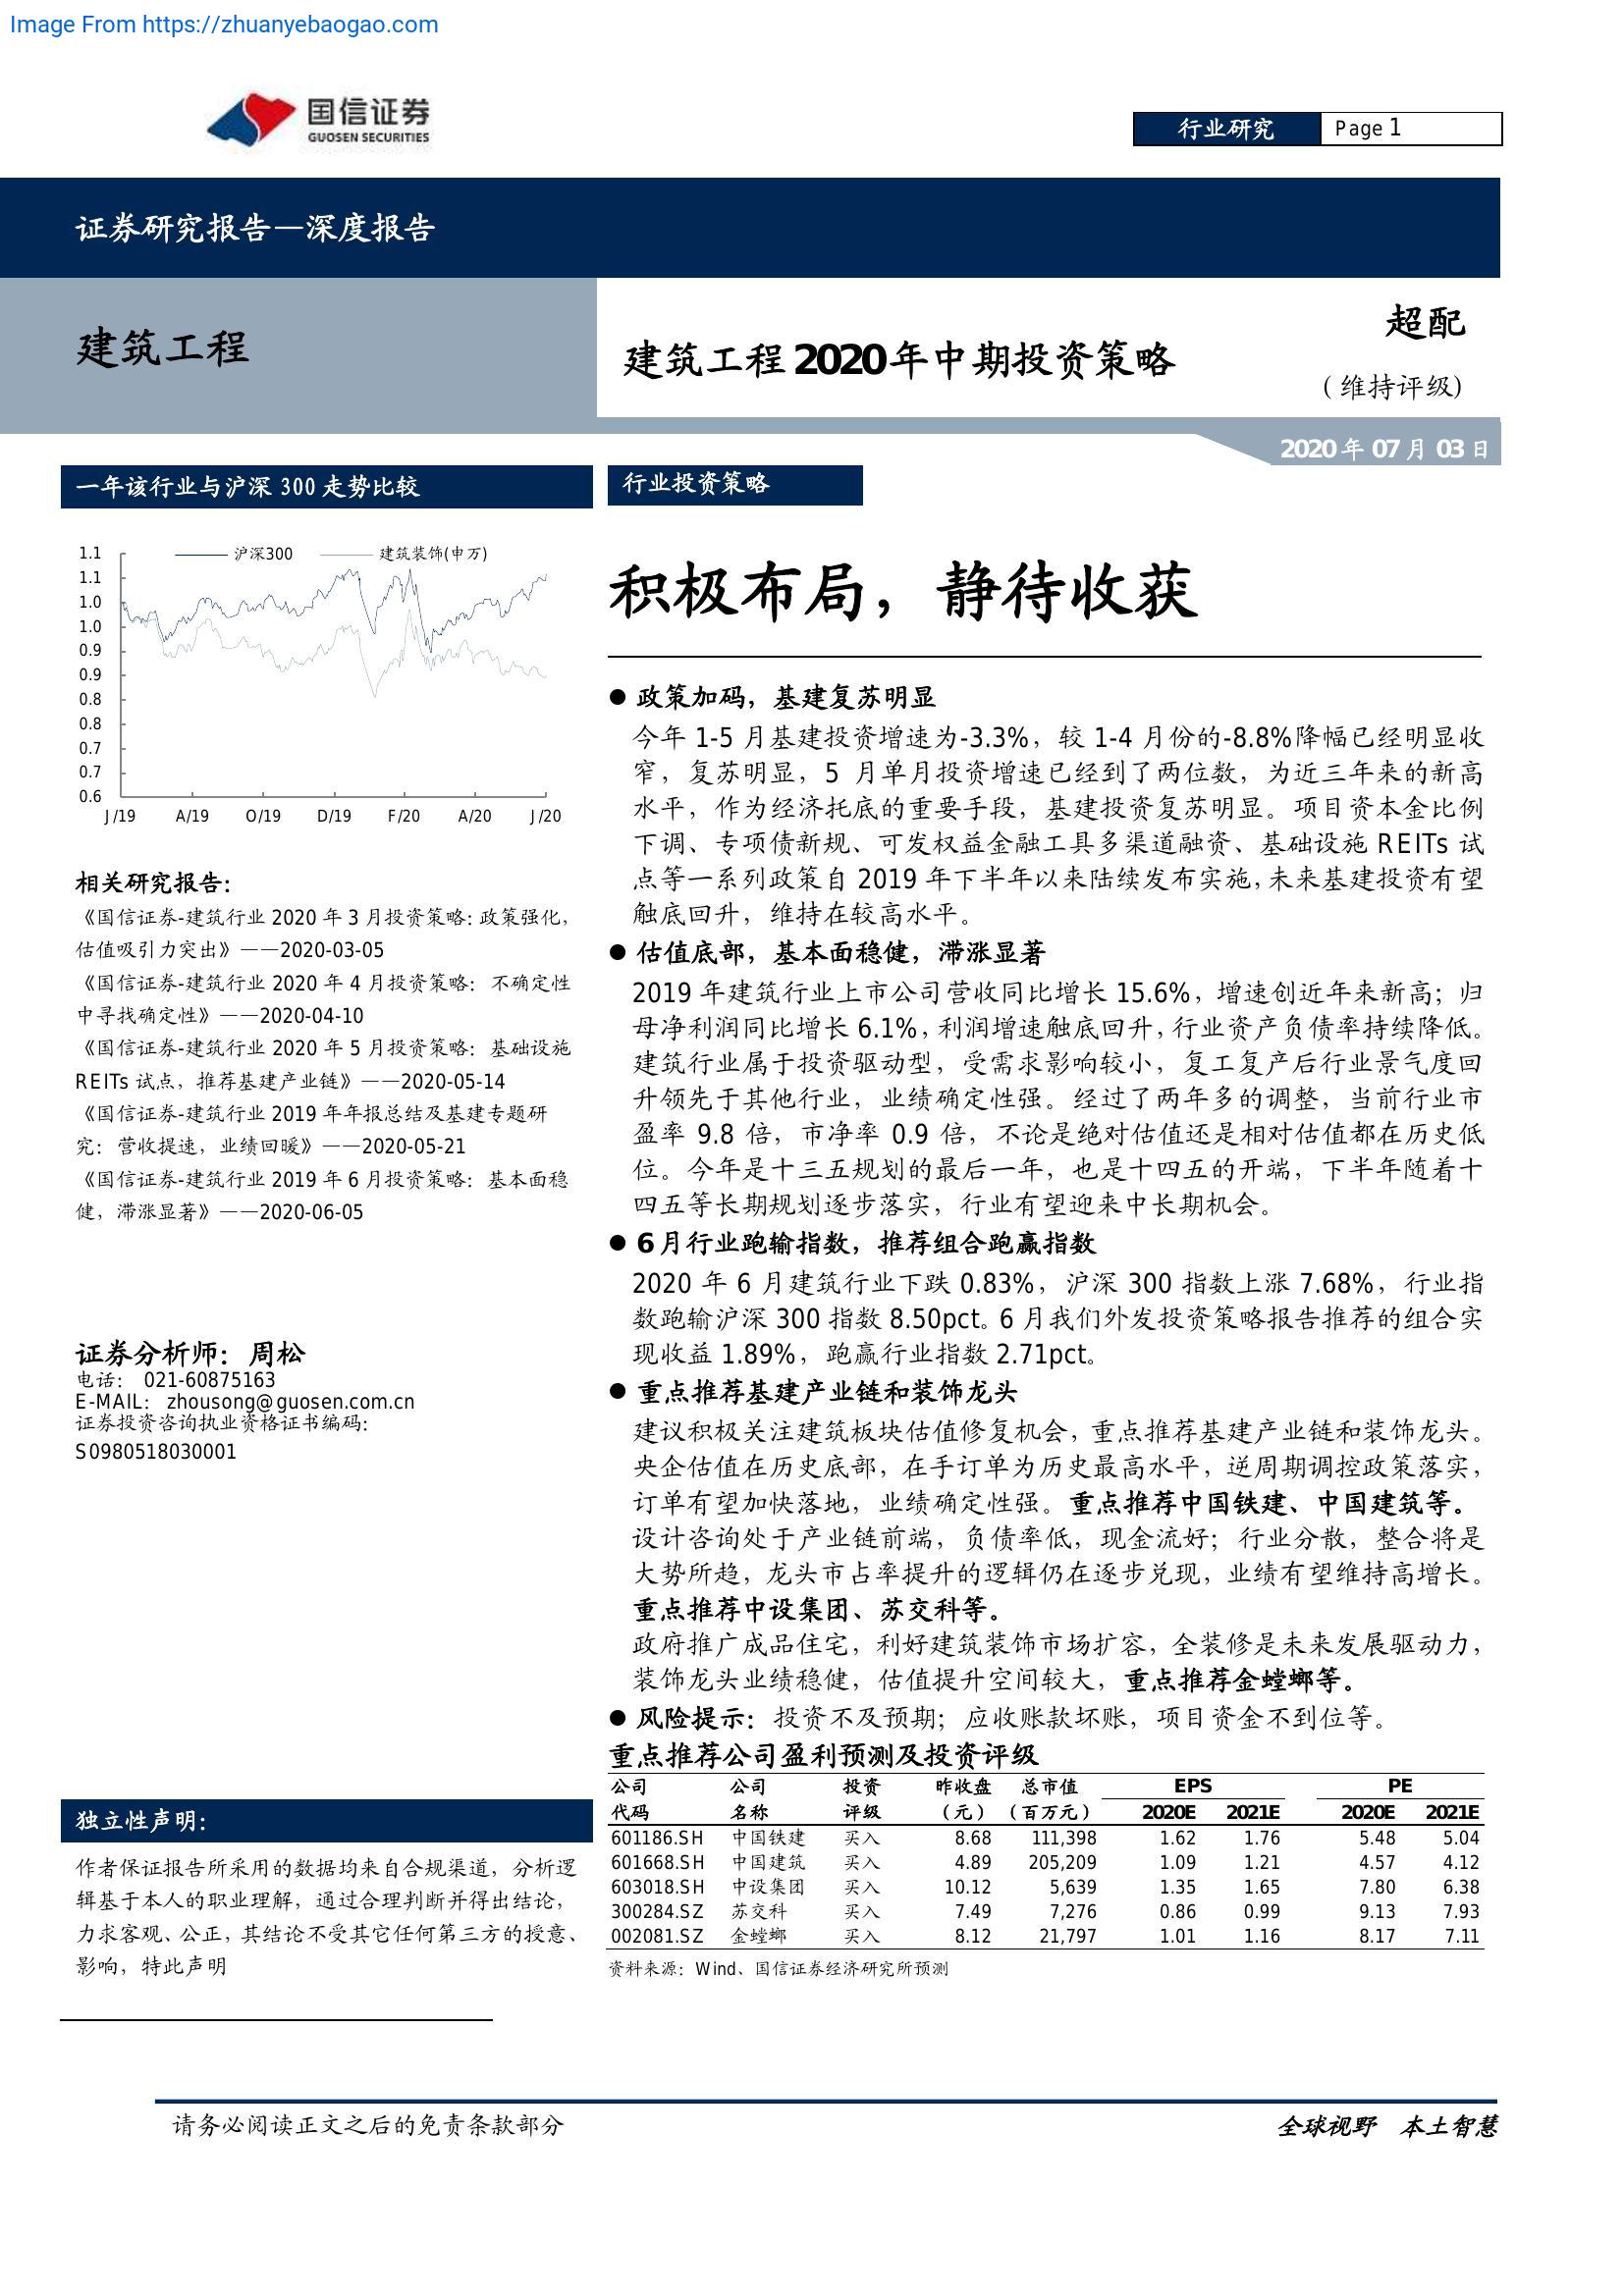 Image From https://zhuanyebaogao.com
国信证券
GUOSEN SECURITIES
行业研究
Page 1
证券研究报告—深度报告
建筑工程
建筑工程2020年中期投资策略
超配
(维持评级)
2020年07月03日
一年该行业与沪深300走势比较
沪深300 建筑装饰(申万)
1.1
1.1
1.0
1.0
0.9
0.9
0.8
0.8
0.7
0.7
0.6
J/19 A/19 O/19 D/19 F/20 A/20 J/20
相关研究报告:
《国信证券-建筑行业 2020 年 3 月投资策略:政策强化,
估值吸引力突出》——2020-03-05
《国信证券-建筑行业 2020 年 4 月投资策略: 不确定性
中寻找确定性》——2020-04-10
《国信证券-建筑行业 2020 年 5 月投资策略: 基础设施
REITs 试点, 推荐基建产业链》——2020-05-14
《国信证券-建筑行业 2019 年年报总结及基建专题研
究: 营收提速, 业绩回暖》——2020-05-21
《国信证券-建筑行业 2019 年 6 月投资策略: 基本面稳
健, 滞涨显著》——2020-06-05
证券分析师: 周松
电话: 021-60875163
E-MAIL: zhousong@guosen.com.cn
证券投资咨询执业资格证书编码:
S0980518030001
独立性声明:
作者保证报告所采用的数据均来自合规渠道, 分析逻
辑基于本人的职业理解, 通过合理判断并得出结论,
力求客观、公正, 其结论不受其它任何第三方的授意、
影响, 特此声明
行业投资策略
积极布局, 静待收获
● 政策加码, 基建复苏明显
今年 1-5 月基建投资增速为-3.3%, 较 1-4 月份的-8.8%降幅已经明显收
窄, 复苏明显, 5 月单月投资增速已经到了两位数, 为近三年来的新高
水平, 作为经济托底的重要手段, 基建投资复苏明显。项目资本金比例
下调、专项债新规、可发权益金融工具多渠道融资、基础设施 REITs 试
点等一系列政策自 2019 年下半年以来陆续发布实施, 未来基建投资有望
触底回升, 维持在较高水平。
● 估值底部, 基本面稳健, 滞涨显著
2019 年建筑行业上市公司营收同比增长 15.6%, 增速创近年来新高; 归
母净利润同比增长 6.1%, 利润增速触底回升, 行业资产负债率持续降低。
建筑行业属于投资驱动型, 受需求影响较小, 复工复产后行业景气度回
升领先于其他行业, 业绩确定性强。经过了两年多的调整, 当前行业市
盈率 9.8 倍, 市净率 0.9 倍, 不论是绝对估值还是相对估值都在历史低
位。今年是十三五规划的最后一年, 也是十四五的开端, 下半年随着十
四五等长期规划逐步落实, 行业有望迎来中长期机会。
● 6月行业跑输指数, 推荐组合跑赢指数
2020 年 6 月建筑行业下跌 0.83%, 沪深 300 指数上涨 7.68%, 行业指
数跑输沪深 300 指数 8.50pct。6 月我们外发投资策略报告推荐的组合实
现收益 1.89%, 跑赢行业指数 2.71pct。
● 重点推荐基建产业链和装饰龙头
建议积极关注建筑板块估值修复机会, 重点推荐基建产业链和装饰龙头。
央企估值在历史底部, 在手订单为历史最高水平, 逆周期调控政策落实,
订单有望加快落地, 业绩确定性强。重点推荐中国铁建、中国建筑等。
设计咨询处于产业链前端, 负债率低, 现金流好; 行业分散, 整合将是
大势所趋, 龙头市占率提升的逻辑仍在逐步兑现, 业绩有望维持高增长。
重点推荐中设集团、苏交科等。
政府推广成品住宅, 利好建筑装饰市场扩容, 全装修是未来发展驱动力,
装饰龙头业绩稳健, 估值提升空间较大, 重点推荐金螳螂等。
● 风险提示: 投资不及预期; 应收账款坏账, 项目资金不到位等。
重点推荐公司盈利预测及投资评级
公司 公司 投资 昨收盘 总市值 EPS PE
代码 名称 评级 (元) (百万元) 2020E 2021E 2020E 2021E
601186.SH 中国铁建 买入 8.68 111,398 1.62 1.76 5.48 5.04
601668.SH 中国建筑 买入 4.89 205,209 1.09 1.21 4.57 4.12
603018.SH 中设集团 买入 10.12 5,639 1.35 1.65 7.80 6.38
300284.SZ 苏交科 买入 7.49 7,276 0.86 0.99 9.13 7.93
002081.SZ 金螳螂 买入 8.12 21,797 1.01 1.16 8.17 7.11
资料来源: Wind、国信证券经济研究所预测
请务必阅读正文之后的免责条款部分
全球视野 本土智慧